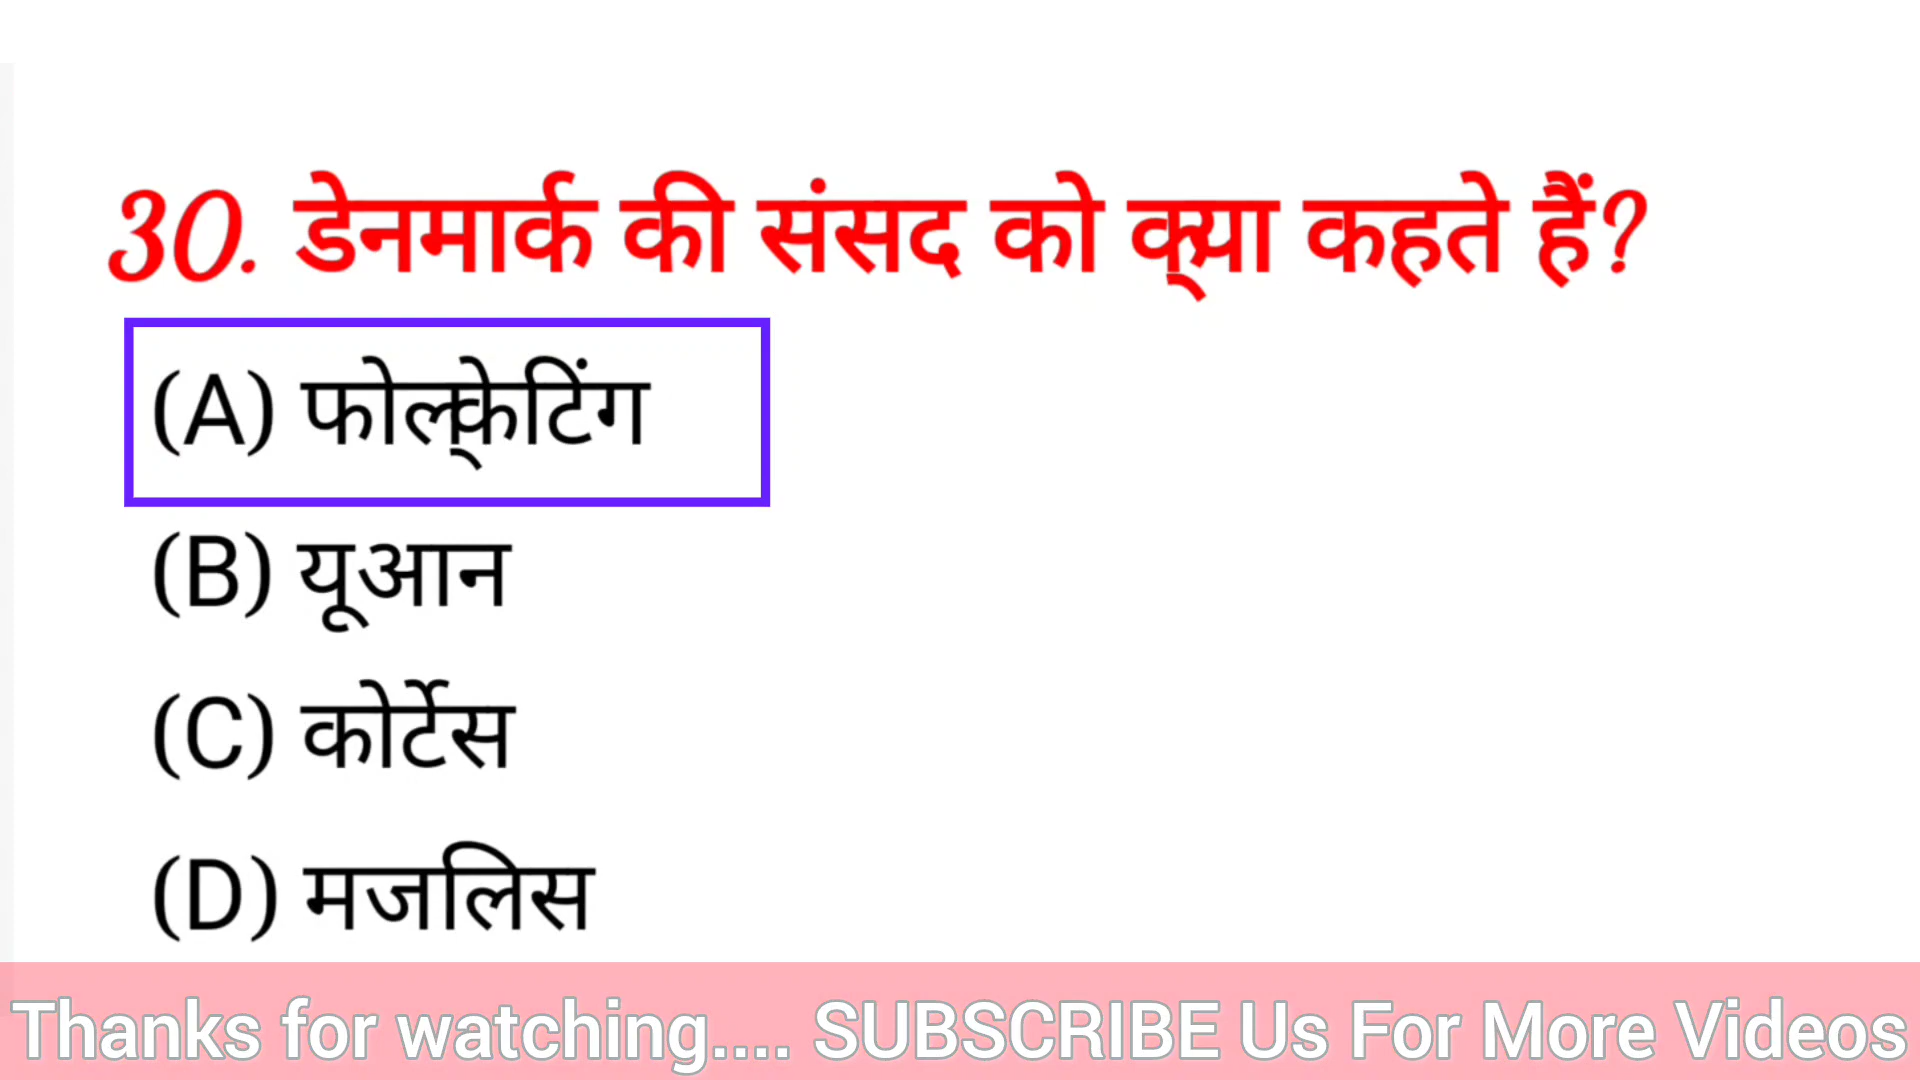 30. डेनमार्क की संसद को क्या कहते हैं?
(A) फोल्केटिंग
(B) यूआन
(C) कोर्टेस
(D) मजलिस
Thanks for watching.... SUBSCRIBE Us For More Videos